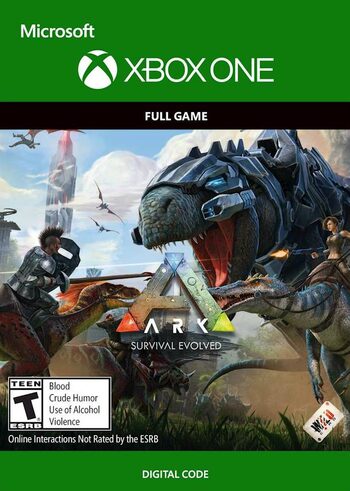 Microsoft
XBOX ONE
FULL GAME
ARK
SURVIVAL EVOLVED
TEEN
T
ESRB
Blood
Crude Humor
Use of Alcohol
Violence
Online Interactions Not Rated by the ESRB
DIGITAL CODE